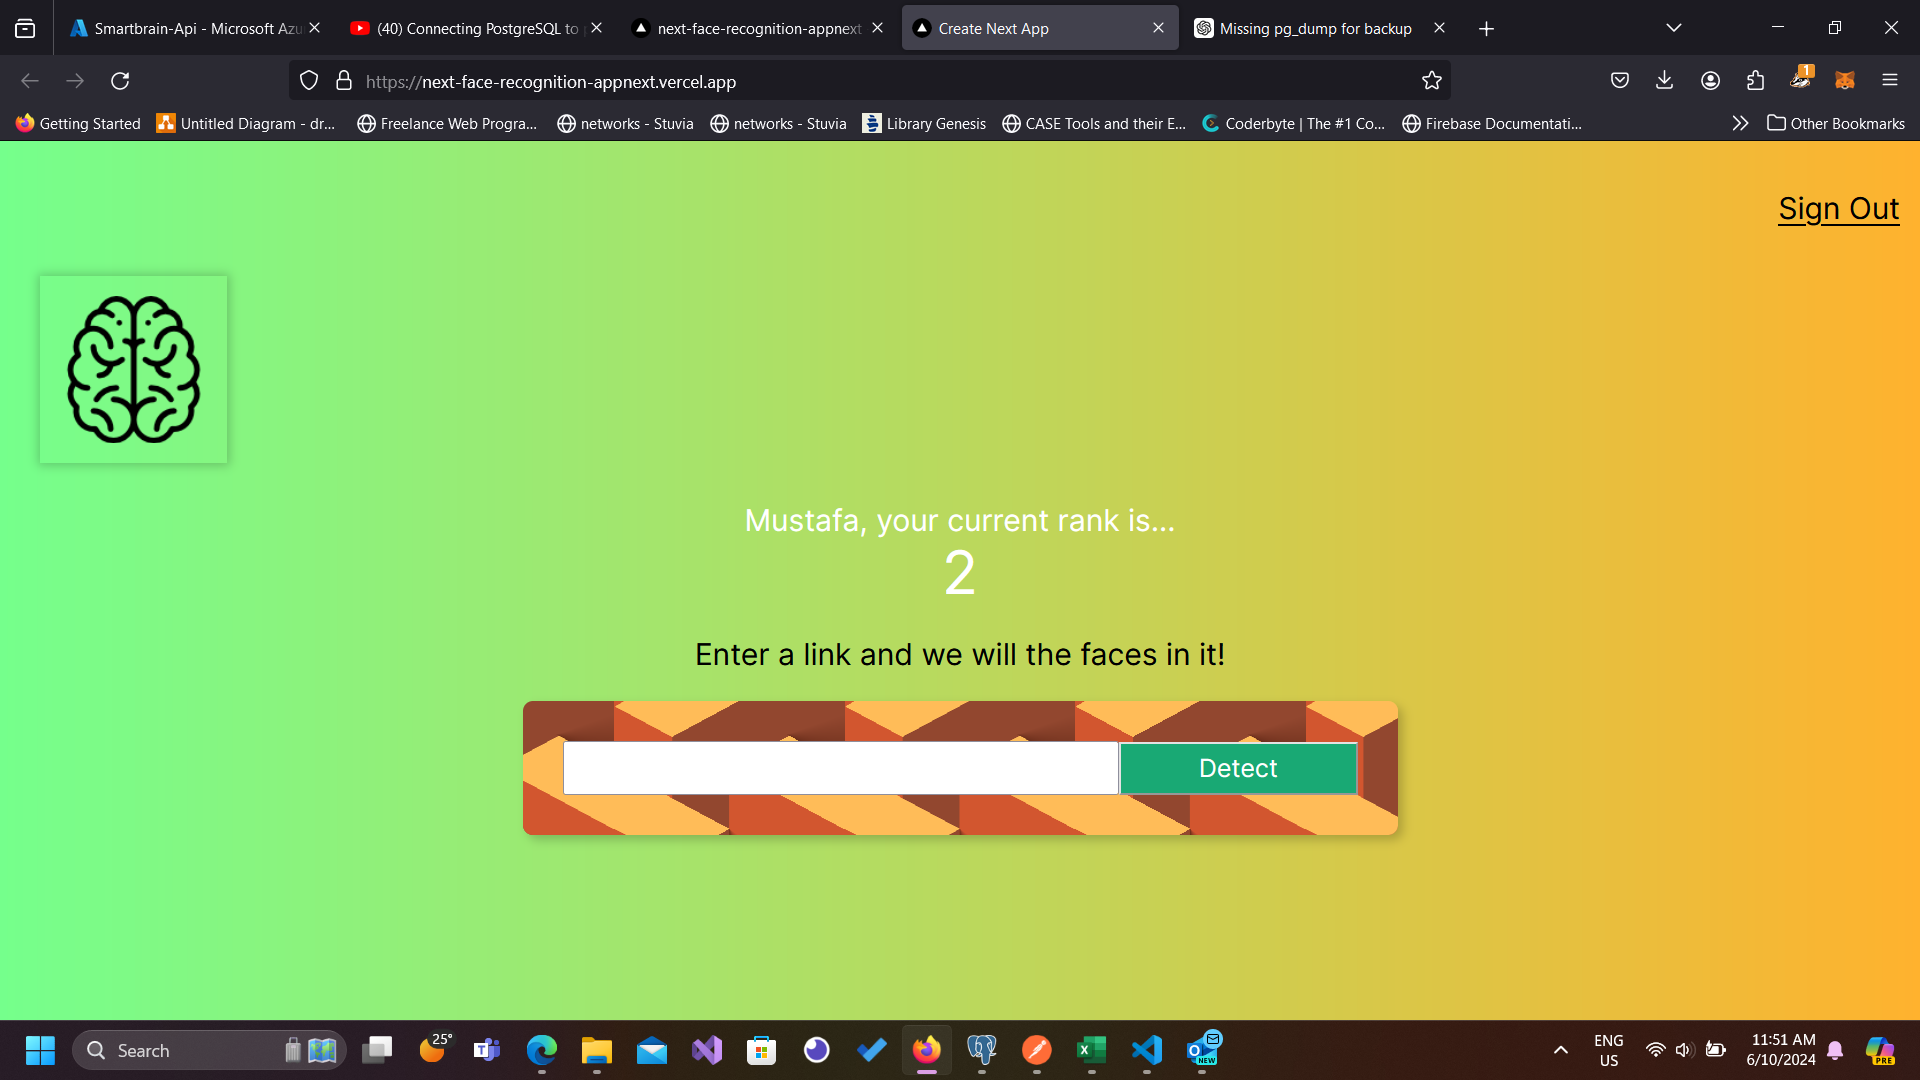 Smartbrain-Api - Microsoft Azu
(40) Connecting PostgreSQL to
next-face-recognition-appnext
Create Next App
Missing pg_dump for backup
https://next-face-recognition-appnext.vercel.app
1
Getting Started
Untitled Diagram - dr...
Freelance Web Progra...
networks - Stuvia
networks - Stuvia
Library Genesis
CASE Tools and their E...
Coderbyte | The #1 Co...
Firebase Documentati...
Other Bookmarks
Sign Out
Mustafa, your current rank is...
2
Enter a link and we will the faces in it!
Detect
Search
25°
NEW
ENG
US
11:51 AM
6/10/2024
PRE